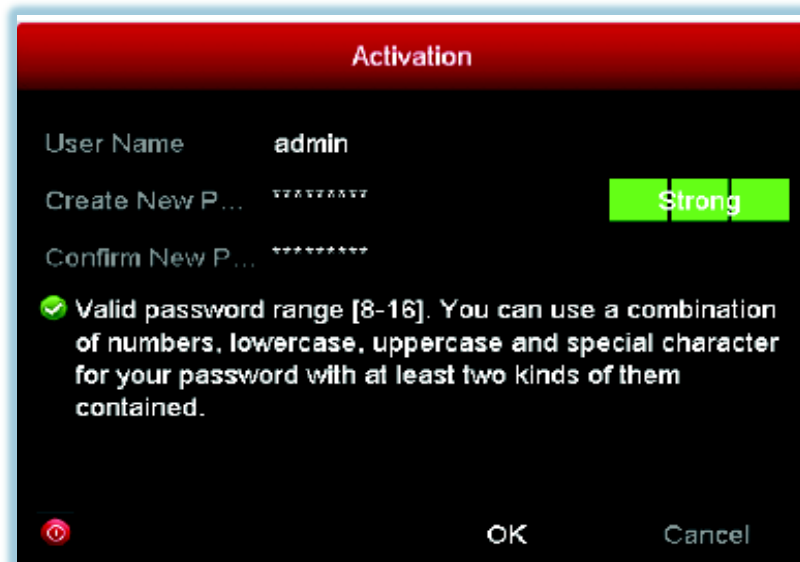 Activation
User Name admin
Create New P... ********* Strong
Confirm New P... *********
Valid password range [8-16]. You can use a combination
of numbers, lowercase, uppercase and special character
for your password with at least two kinds of them
contained.
OK Cancel